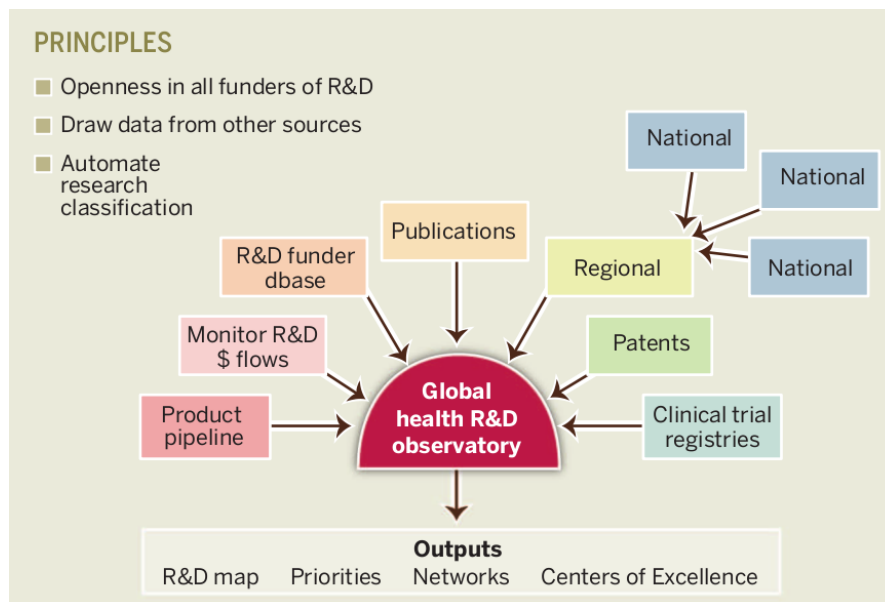 PRINCIPLES
Openness in all funders of R&D
Draw data from other sources
Automate
research
classification
National
National
National
Publications
R&D funder
dbase
Regional
Monitor R&D
$ flows
Patents
Product
pipeline
Global
health R&D
observatory
Clinical trial
registries
Outputs
R&D map Priorities Networks Centers of Excellence